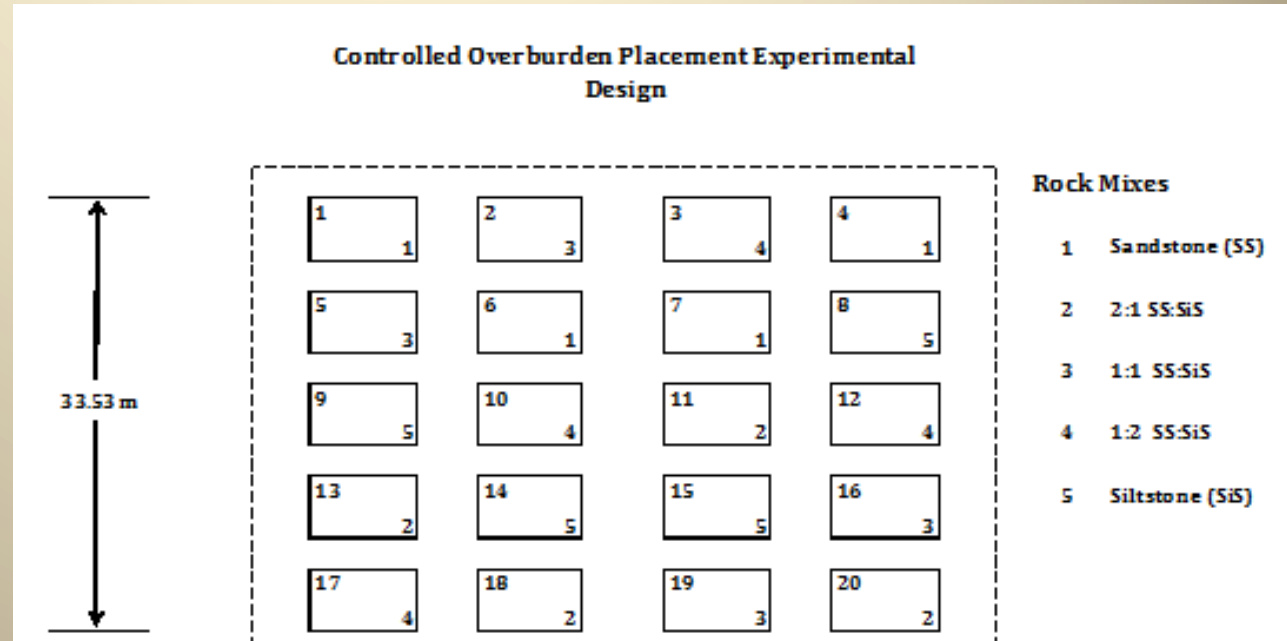 Controlled Overburden Placement Experimental
Design
Rock Mixes
1 2 3 4
1 3 4 1
1 Sandstone (SS)
5 6 7 8
3 1 1 5
2 2:1 SS:SiS
3 1:1 SS:SiS
33.53 m
9 10 11 12
5 4 2 4
4 1:2 SS:SiS
13 14 15 16
2 5 5 3
5 Siltstone (SiS)
17 18 19 20
4 2 3 2